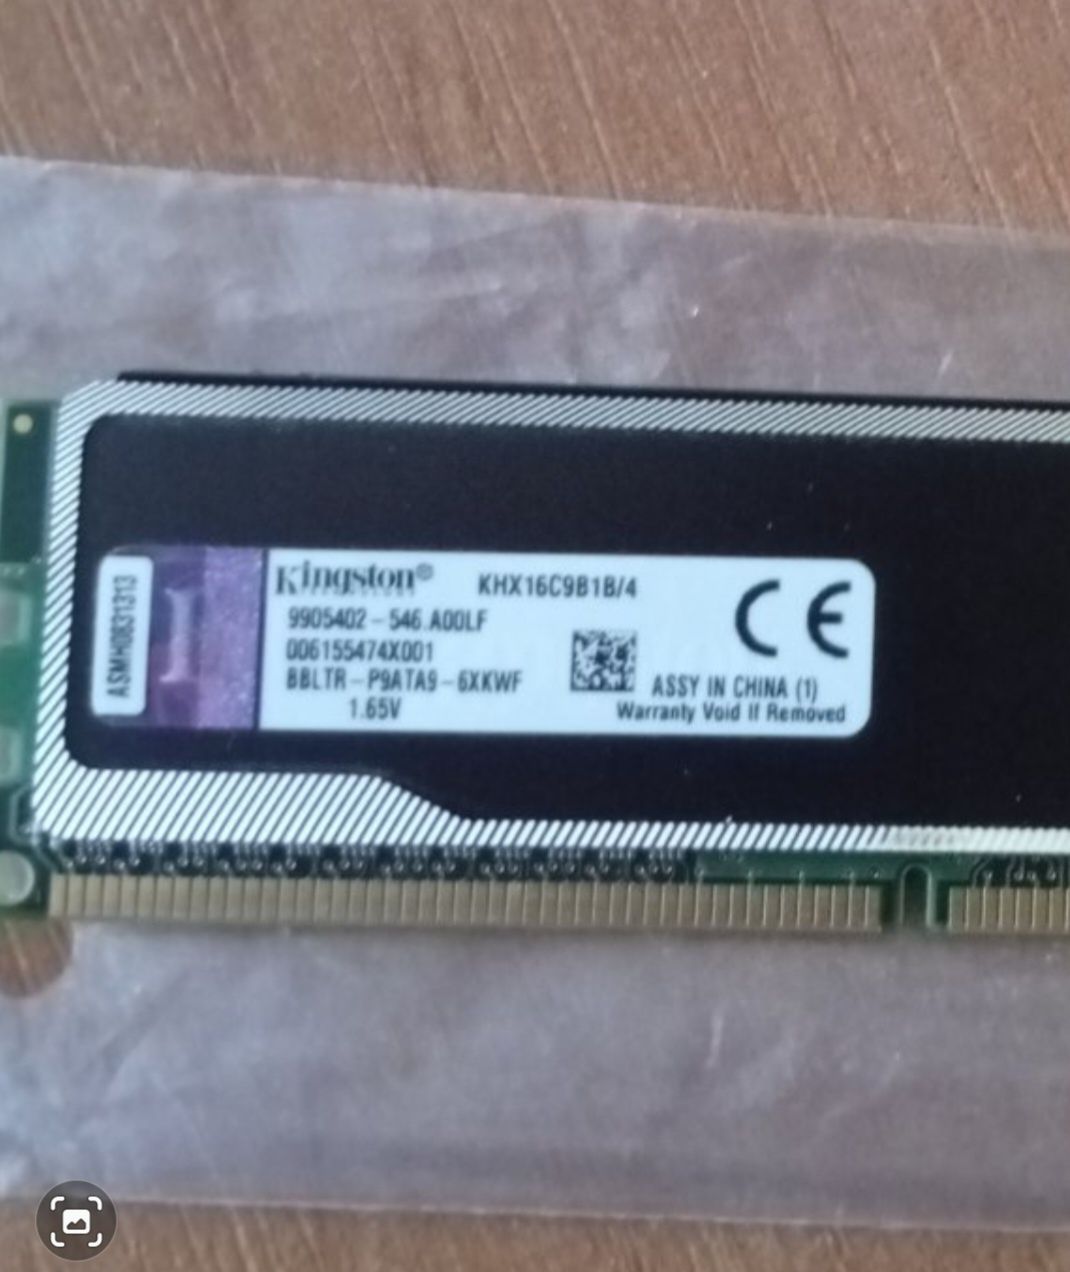 ASMH0831213
Kingston® KHX16C9B1B/4
9905402 - 546.A00LF
006155474X001
BBLTR - P9ATA9 - 6XKWF
1.65V
CE
ASSY IN CHINA (1)
Warranty Void If Removed